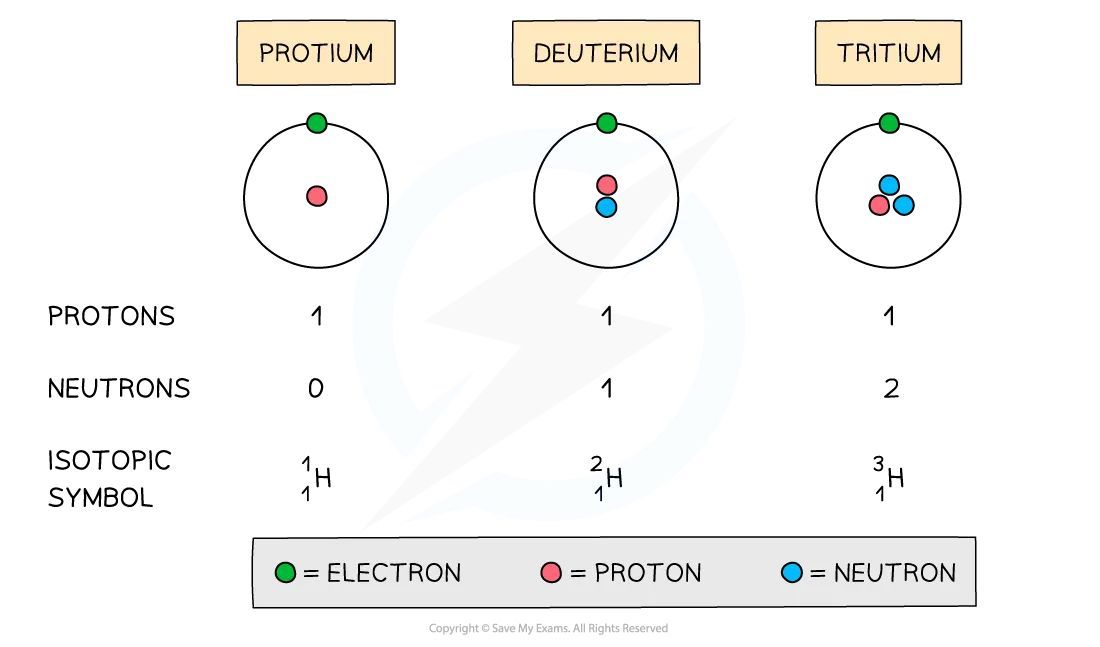 PROTIUM DEUTERIUM TRITIUM
PROTONS 1 1 1
NEUTRONS 0 1 2
ISOTOPIC
SYMBOL
1 1 H 2 1 H 3 1 H
= ELECTRON = PROTON = NEUTRON
Copyright © Save My Exams. All Rights Reserved